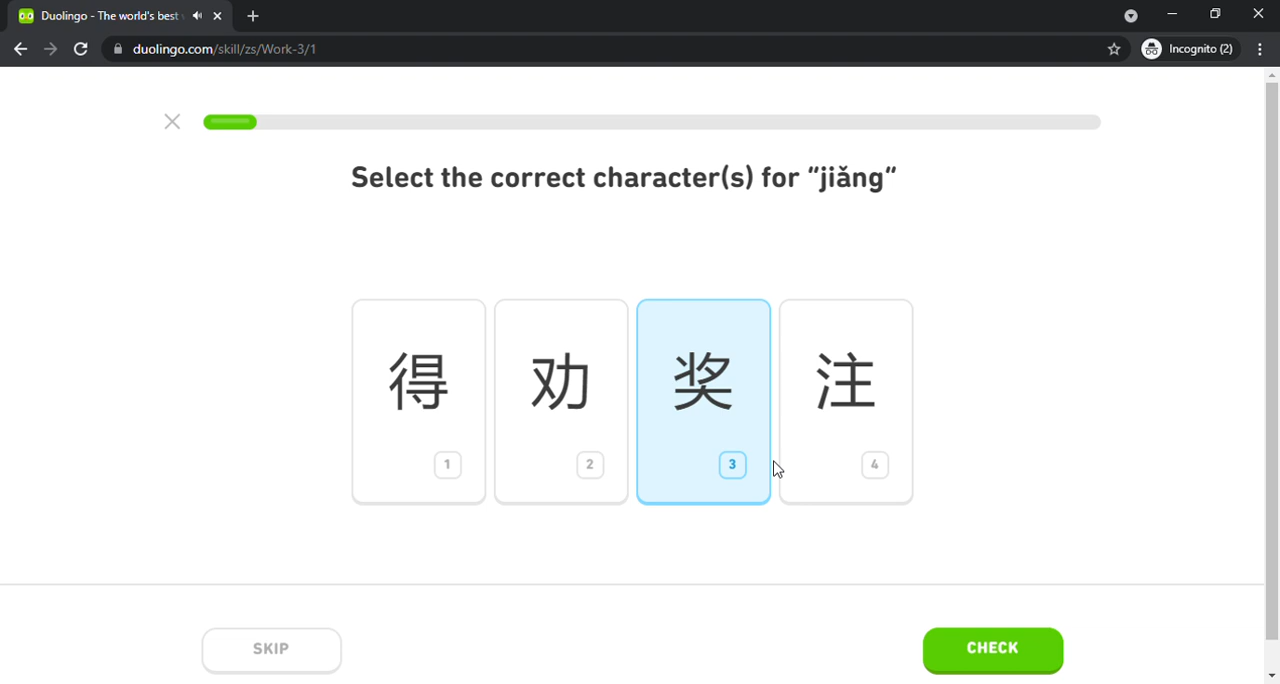 Duolingo - The world's best
duolingo.com/skill/zs/Work-3/1
Incognito (2)
Select the correct character(s) for "jiǎng"
得 劝 奖 注
1 2 3 4
SKIP
CHECK